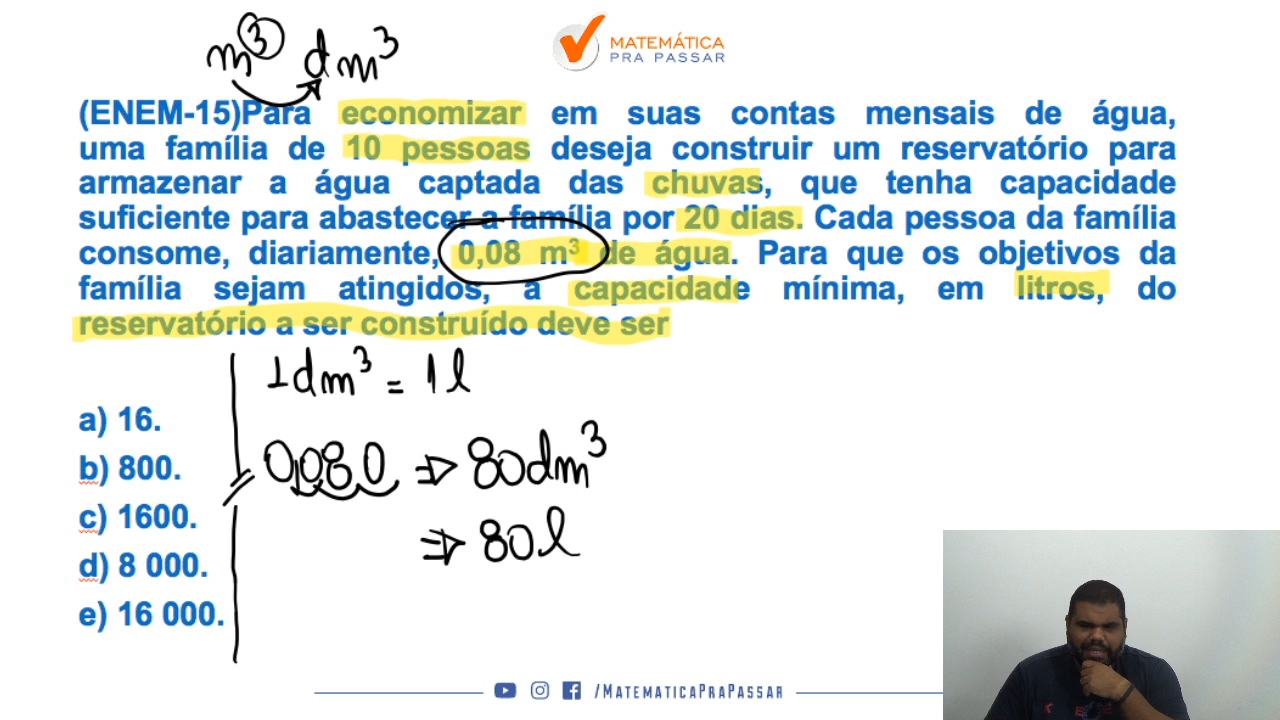 m³ dm³
MATEMÁTICA
PRA PASSAR
(ENEM-15)Para economizar em suas contas mensais de água,
uma família de 10 pessoas deseja construir um reservatório para
armazenar a água captada das chuvas, que tenha capacidade
suficiente para abastecer a família por 20 dias. Cada pessoa da família
consome, diariamente, 0,08 m³ de água. Para que os objetivos da
família sejam atingidos, a capacidade mínima, em litros, do
reservatório a ser construído deve ser
1dm³ = 1l
a) 16.
b) 800.
0,080 ⇒ 80dm³
c) 1600.
⇒ 80l
d) 8 000.
e) 16 000.
/MatematicaPraPassar